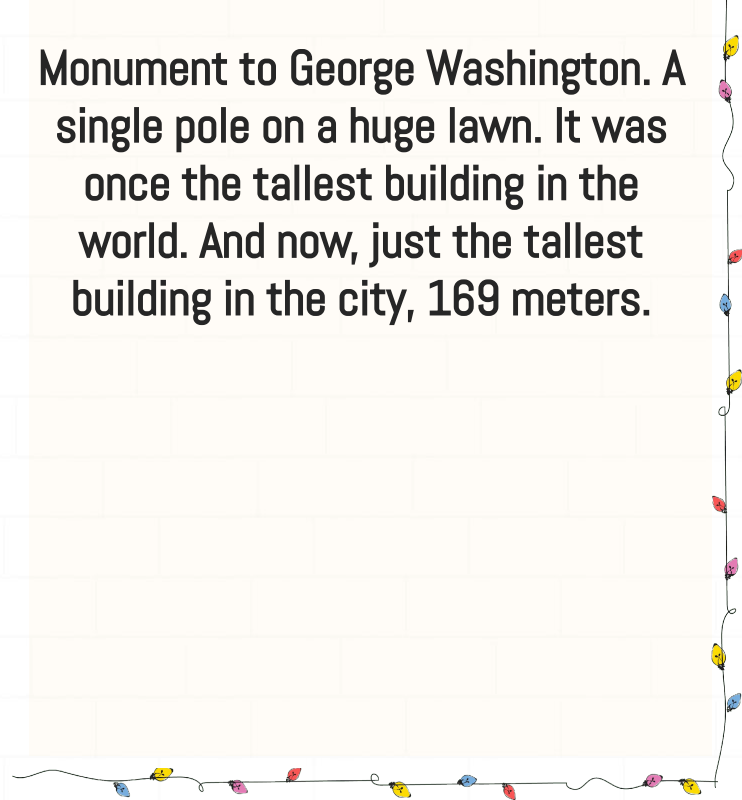 Monument to George Washington. A
single pole on a huge lawn. It was
once the tallest building in the
world. And now, just the tallest
building in the city, 169 meters.